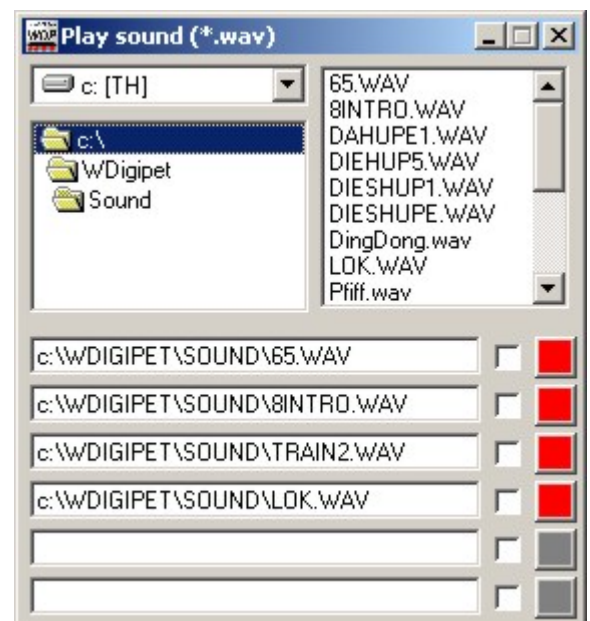 WDP Play sound (*.wav)
c: [TH]
c:\
WDigipet
Sound
65.WAV
8INTRO.WAV
DAHUPE1.WAV
DIEHUP5.WAV
DIESHUP1.WAV
DIESHUPE.WAV
DingDong.wav
LOK.WAV
Pfiff.wav
c:\WDIGIPET\SOUND\65.WAV
c:\WDIGIPET\SOUND\8INTRO.WAV
c:\WDIGIPET\SOUND\TRAIN2.WAV
c:\WDIGIPET\SOUND\LOK.WAV